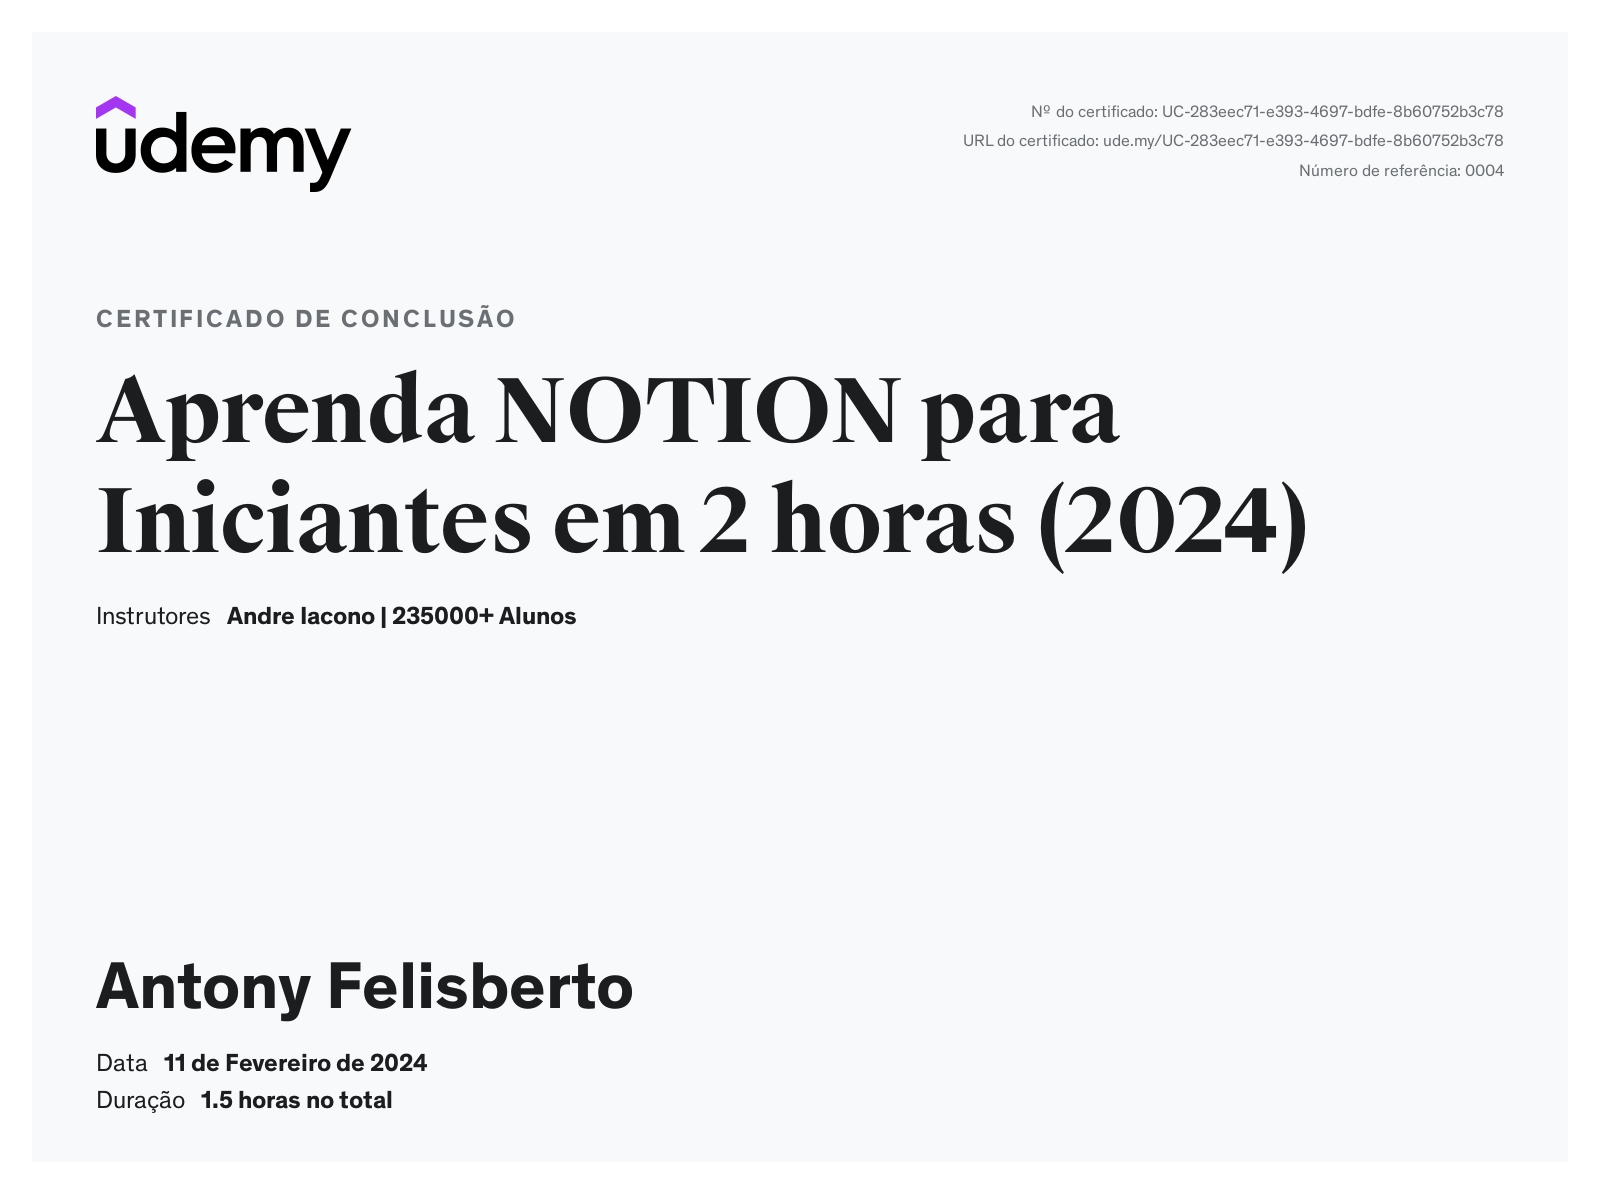 udemy
Nº do certificado: UC-283eec71-e393-4697-bdfe-8b60752b3c78
URL do certificado: ude.my/UC-283eec71-e393-4697-bdfe-8b60752b3c78
Número de referência: 0004
CERTIFICADO DE CONCLUSÃO
Aprenda NOTION para
Iniciantes em 2 horas (2024)
Instrutores Andre Iacono | 235000+ Alunos
Antony Felisberto
Data 11 de Fevereiro de 2024
Duração 1.5 horas no total